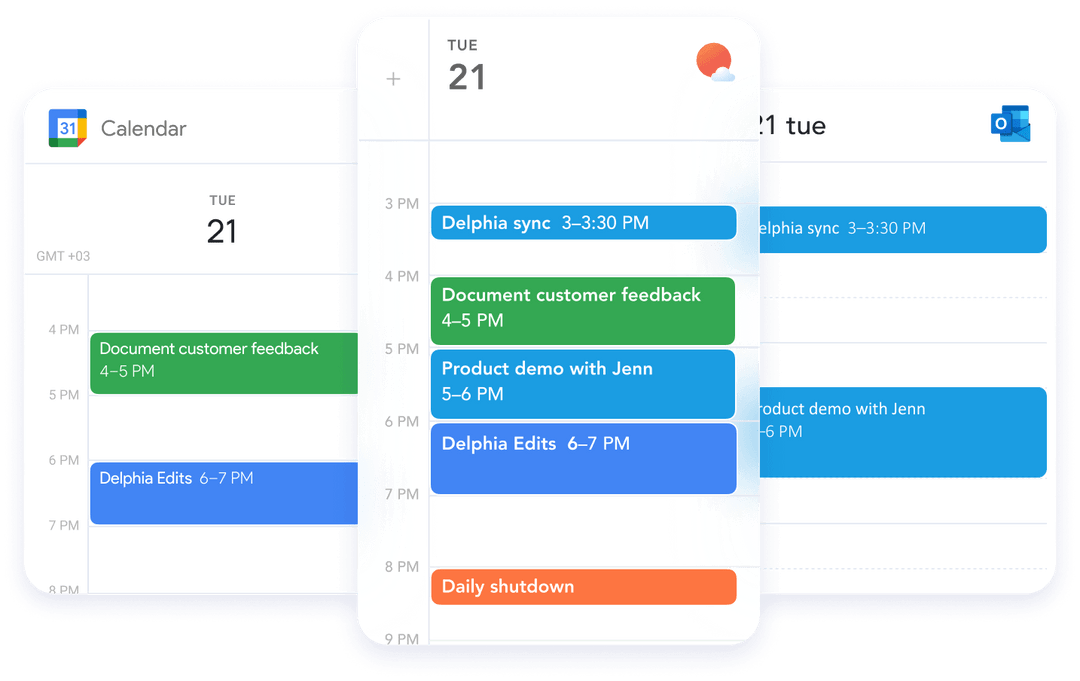 31 Calendar
TUE
21
GMT +03
4 PM
Document customer feedback
4–5 PM
5 PM
6 PM
Delphia Edits 6–7 PM
7 PM
8 PM
TUE
+
21
3 PM
Delphia sync 3–3:30 PM
4 PM
Document customer feedback
4–5 PM
5 PM
Product demo with Jenn
5–6 PM
6 PM
Delphia Edits 6–7 PM
7 PM
8 PM
Daily shutdown
9 PM
21 tue
O
elphia sync 3–3:30 PM
roduct demo with Jenn
–6 PM